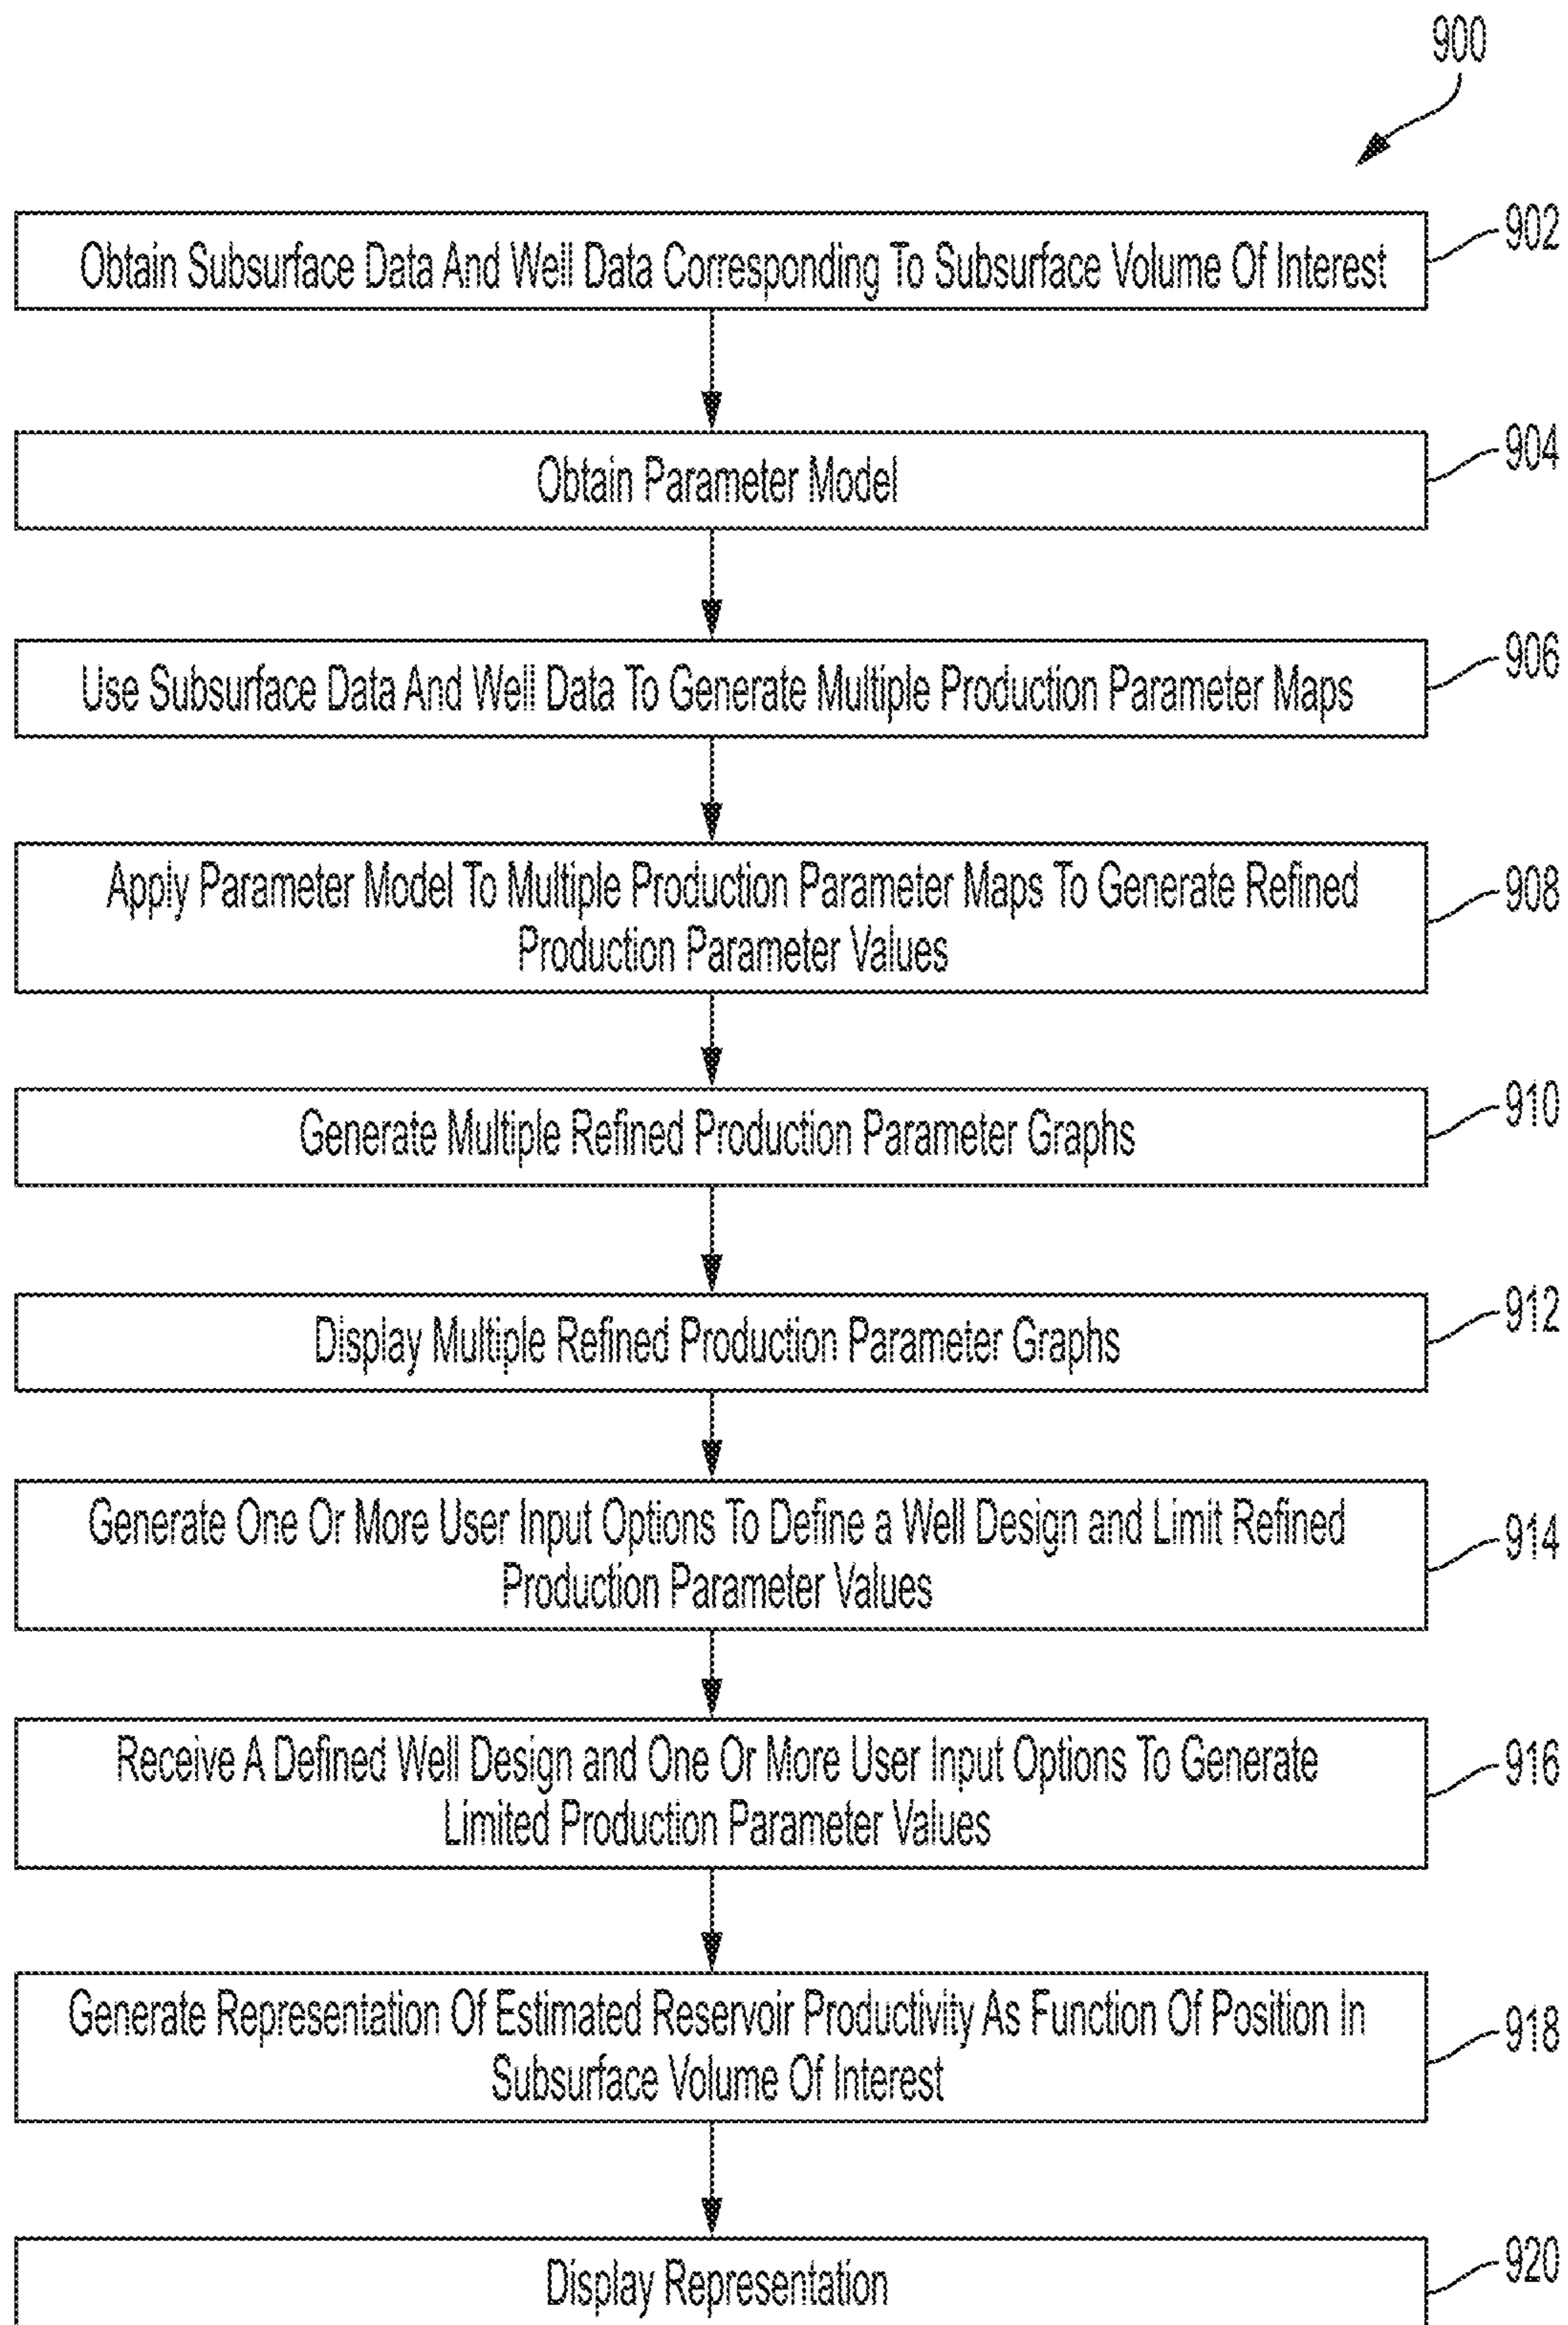 900
Obtain Subsurface Data And Well Data Corresponding To Subsurface Volume Of Interest
902
Obtain Parameter Model
904
Use Subsurface Data And Well Data To Generate Multiple Production Parameter Maps
906
Apply Parameter Model To Multiple Production Parameter Maps To Generate Refined
Production Parameter Values
908
Generate Multiple Refined Production Parameter Graphs
910
Display Multiple Refined Production Parameter Graphs
912
Generate One Or More User Input Options To Define a Well Design and Limit Refined
Production Parameter Values
914
Receive A Defined Well Design and One Or More User Input Options To Generate
Limited Production Parameter Values
916
Generate Representation Of Estimated Reservoir Productivity As Function Of Position In
Subsurface Volume Of Interest
918
Display Representation
920